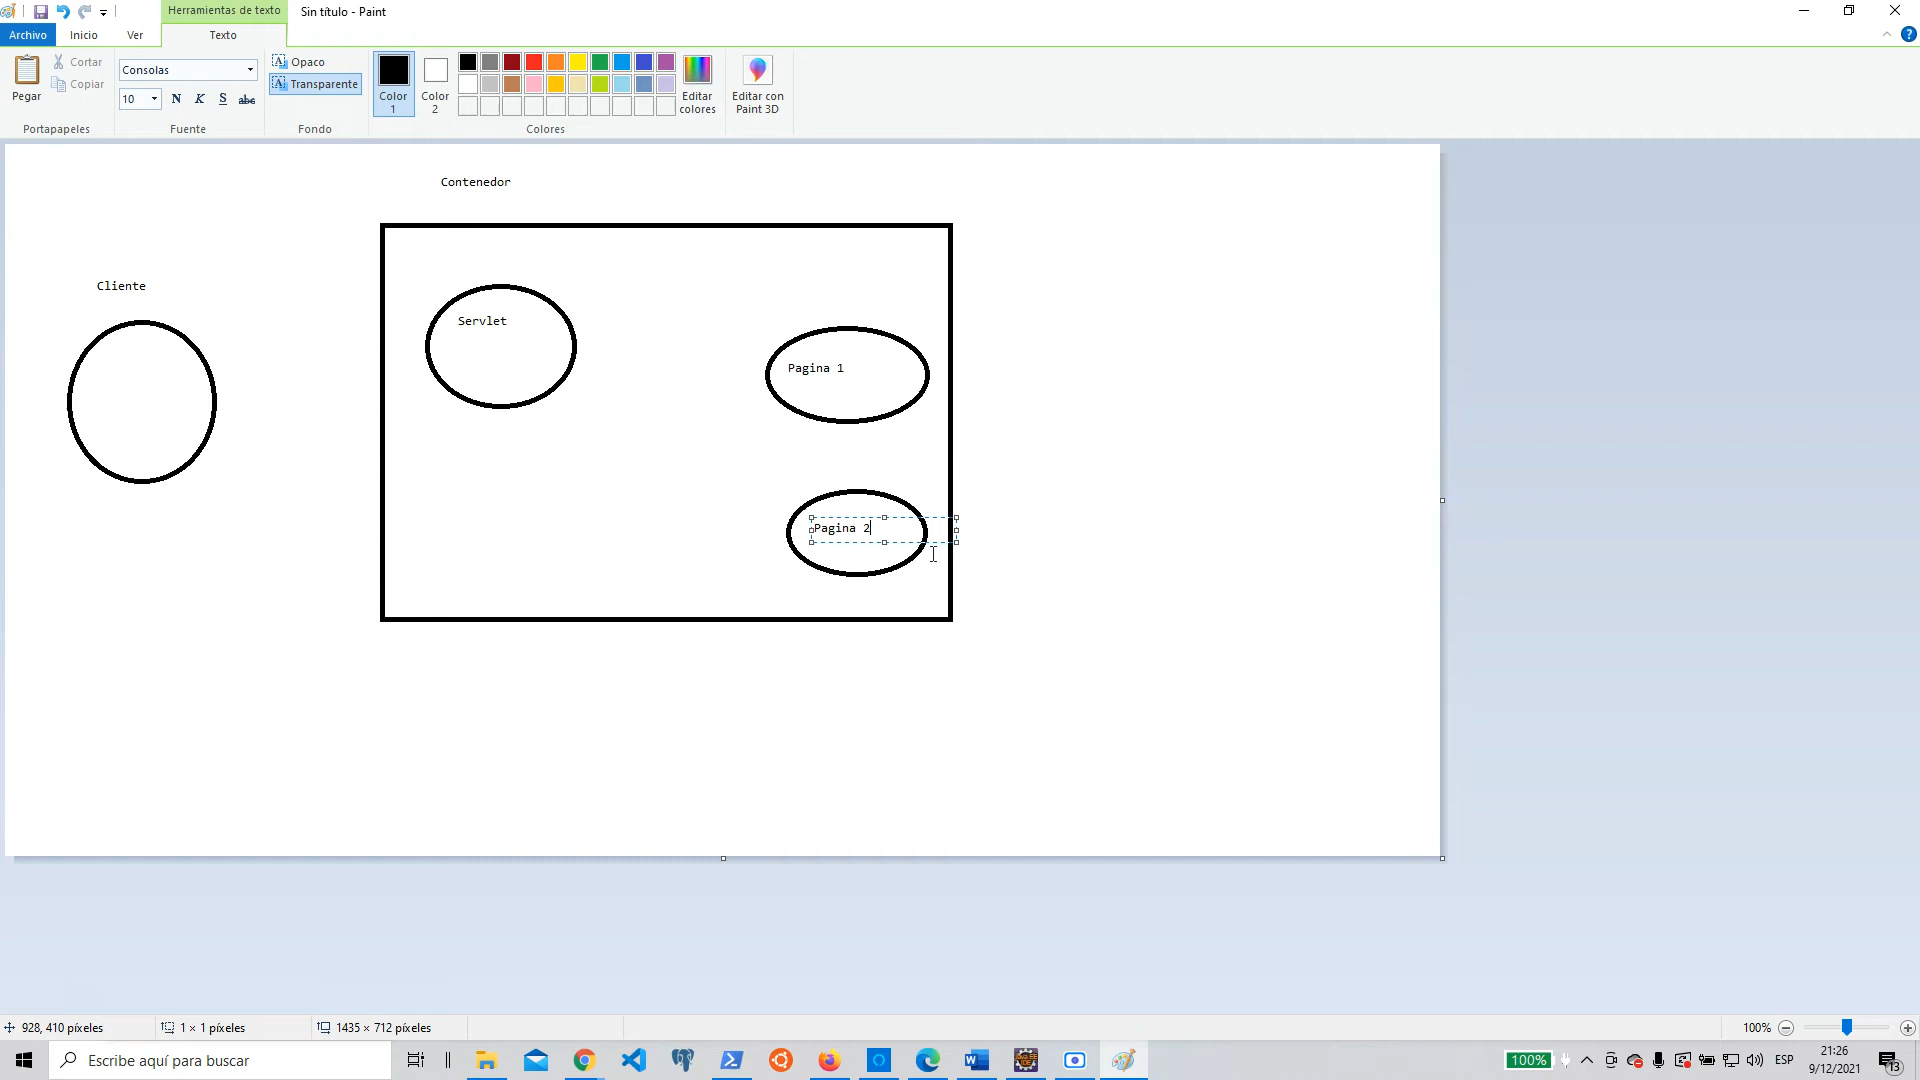 Herramientas de texto
Sin título - Paint
Archivo
Inicio
Ver
Texto
Pegar
Cortar
Copiar
Portapapeles
Consolas
10
N K S abc
Fuente
Opaco
Transparente
Fondo
Color
1
Color
2
Editar
colores
Colores
Editar con
Paint 3D
Contenedor
Cliente
Servlet
Pagina 1
Pagina 2
928, 410 píxeles
1 × 1 píxeles
1435 × 712 píxeles
100%
Escribe aquí para buscar
100%
ESP
21:26
9/12/2021
13